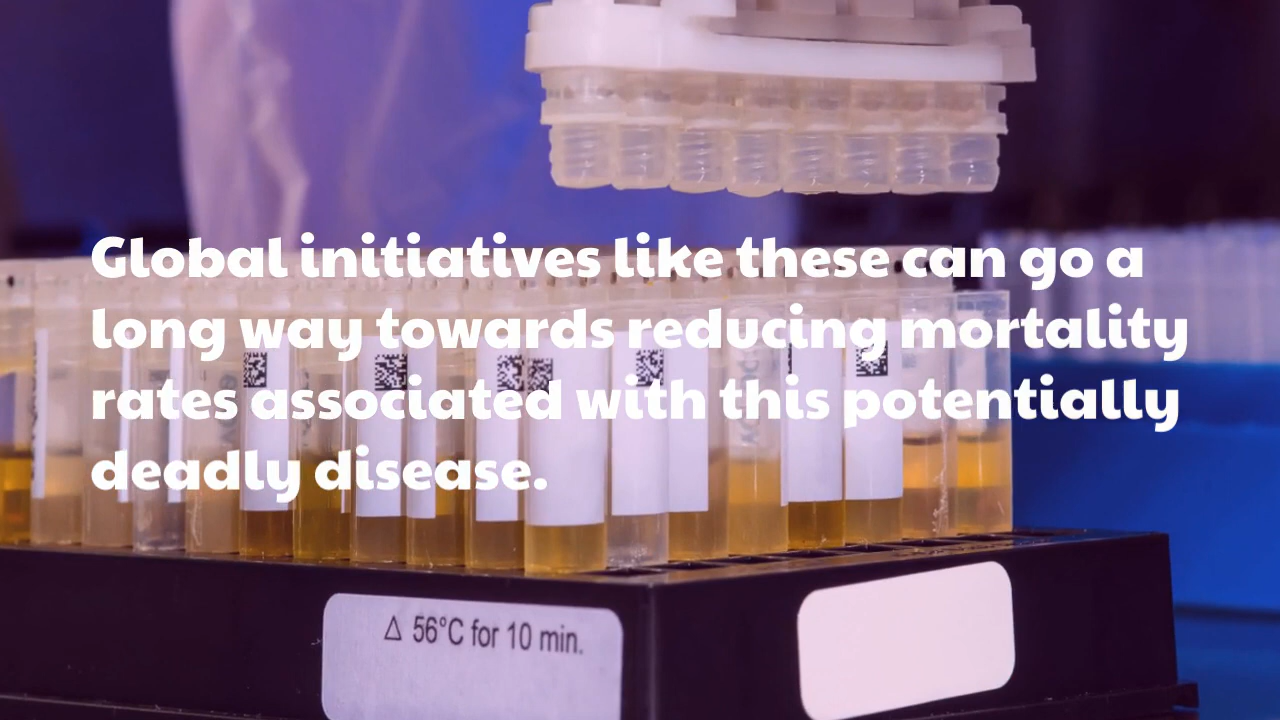 Global initiatives like these can go a
long way towards reducing mortality
rates associated with this potentially
deadly disease.
△ 56°C for 10 min.